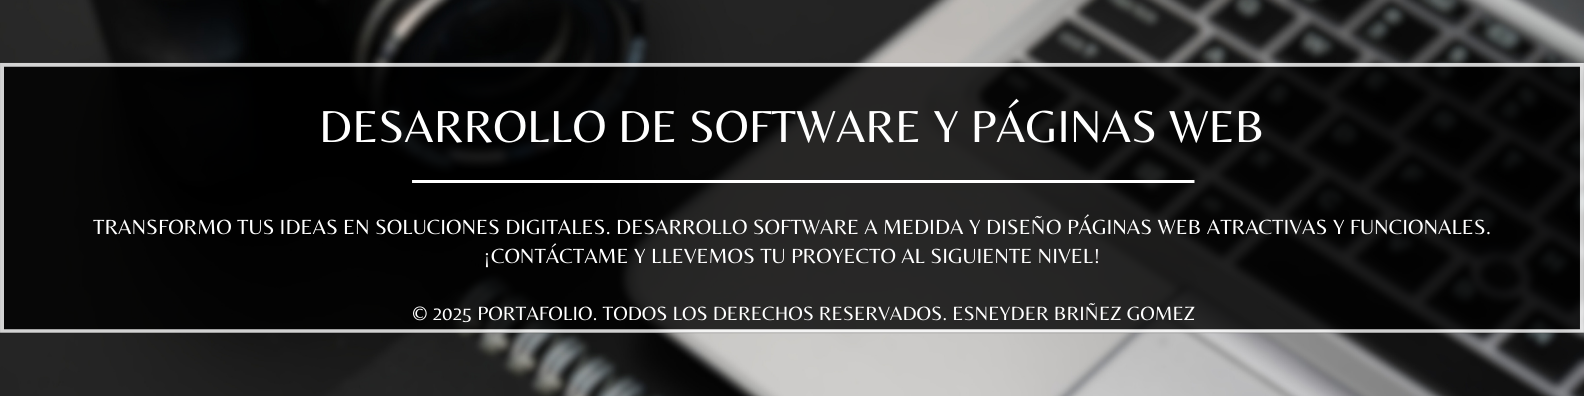 DESARROLLO DE SOFTWARE Y PÁGINAS WEB
TRANSFORMO TUS IDEAS EN SOLUCIONES DIGITALES. DESARROLLO SOFTWARE A MEDIDA Y DISEÑO PÁGINAS WEB ATRACTIVAS Y FUNCIONALES.
¡CONTÁCTAME Y LLEVEMOS TU PROYECTO AL SIGUIENTE NIVEL!
© 2025 PORTAFOLIO. TODOS LOS DERECHOS RESERVADOS. ESNEYDER BRIÑEZ GOMEZ